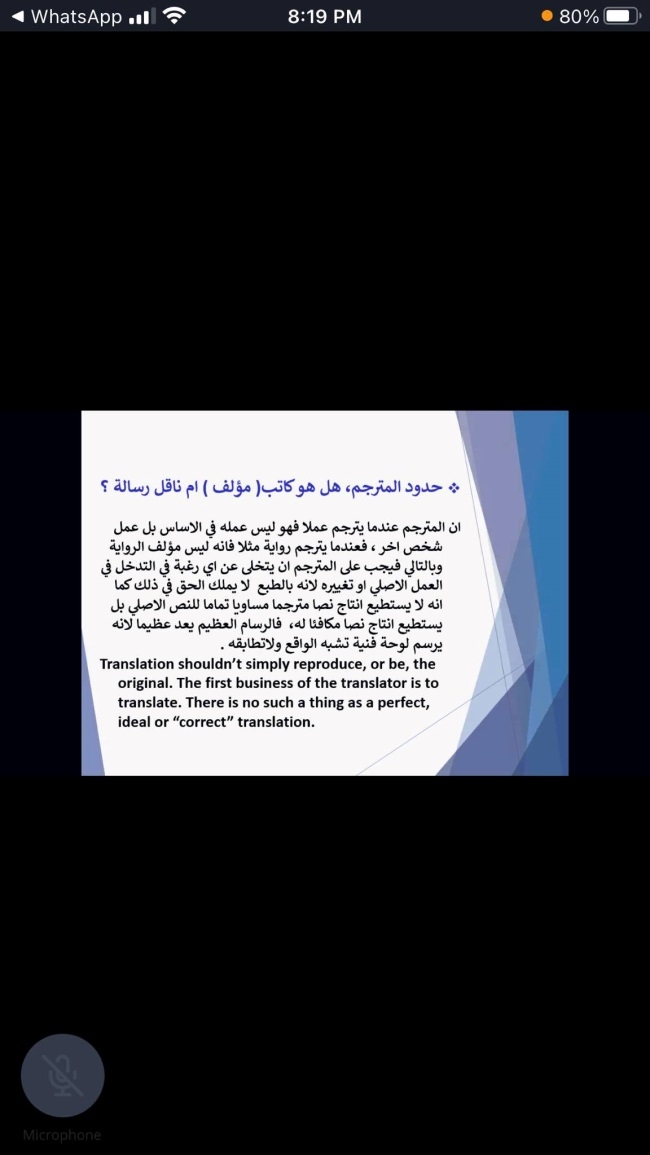 WhatsApp
8:19 PM
80%
❖ حدود المترجم، هل هو كاتب( مؤلف ) ام ناقل رسالة ؟
ان المترجم عندما يترجم عملا فهو ليس عمله في الاساس بل عمل
شخص اخر ، فعندما يترجم رواية مثلا فانه ليس مؤلف الرواية
وبالتالي فيجب على المترجم ان يتخلى عن اي رغبة في التدخل في
العمل الاصلي او تغييره لانه بالطبع لا يملك الحق في ذلك كما
انه لا يستطيع انتاج نصا مترجما مساويا تماما للنص الاصلي بل
يستطيع انتاج نصا مكافئا له، فالرسام العظيم يعد عظيما لانه
يرسم لوحة فنية تشبه الواقع ولاتطابقه .
Translation shouldn’t simply reproduce, or be, the
original. The first business of the translator is to
translate. There is no such a thing as a perfect,
ideal or “correct” translation.
Microphone